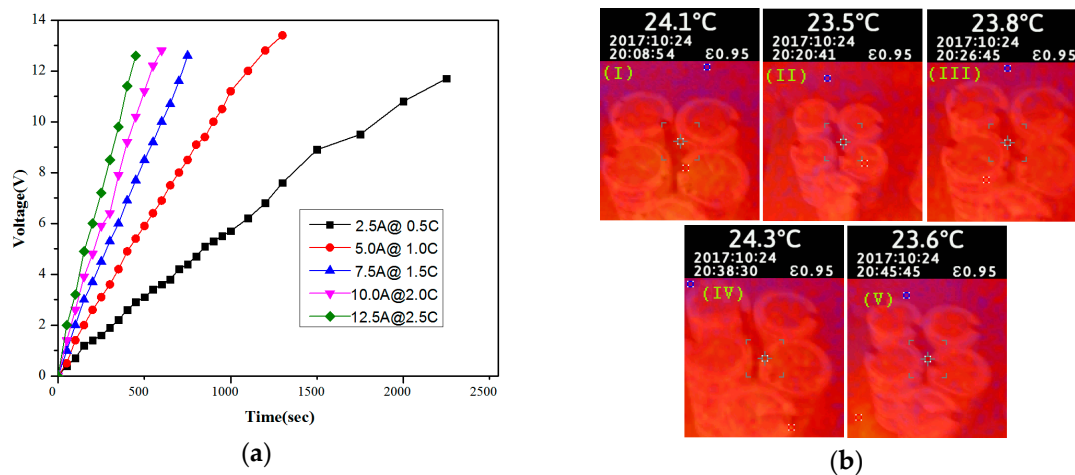 14
12
10
8
6
4
2
0
Voltage(V)
2.5A@ 0.5C
5.0A@ 1.0C
7.5A@ 1.5C
10.0A@2.0C
12.5A@2.5C
0 500 1000 1500 2000 2500
Time(sec)
(a)
24.1°C
2017:10:24
20:08:54 ε0.95
(I)
23.5°C
2017:10:24
20:20:41 ε0.95
(II)
23.8°C
2017:10:24
20:26:45 ε0.95
(III)
24.3°C
2017:10:24
20:38:30 ε0.95
(IV)
23.6°C
2017:10:24
20:45:45 ε0.95
(V)
(b)